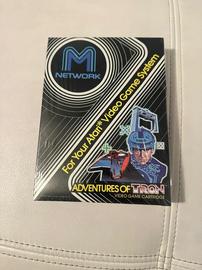 M
NETWORK
For Your Atari® Video Game System
ADVENTURES OF TRON
VIDEO GAME CARTRIDGE